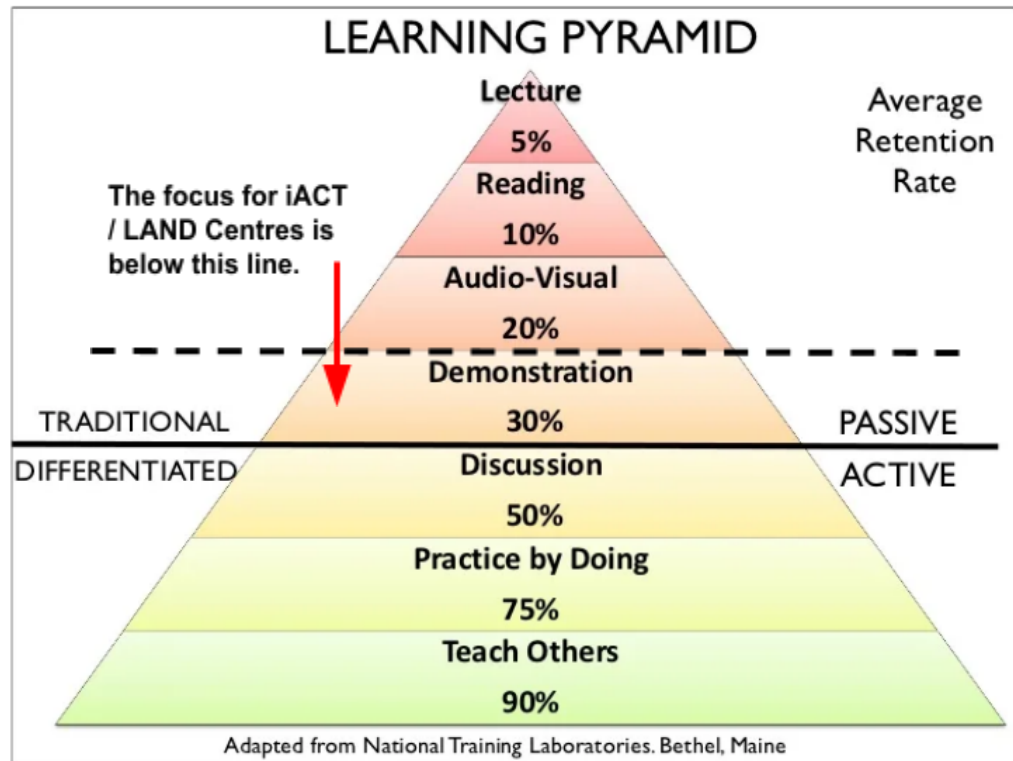 LEARNING PYRAMID
Lecture
5%
Average
Retention
Rate
Reading
10%
The focus for iACT
/ LAND Centres is
below this line.
Audio-Visual
20%
Demonstration
30%
TRADITIONAL
PASSIVE
DIFFERENTIATED
ACTIVE
Discussion
50%
Practice by Doing
75%
Teach Others
90%
Adapted from National Training Laboratories. Bethel, Maine